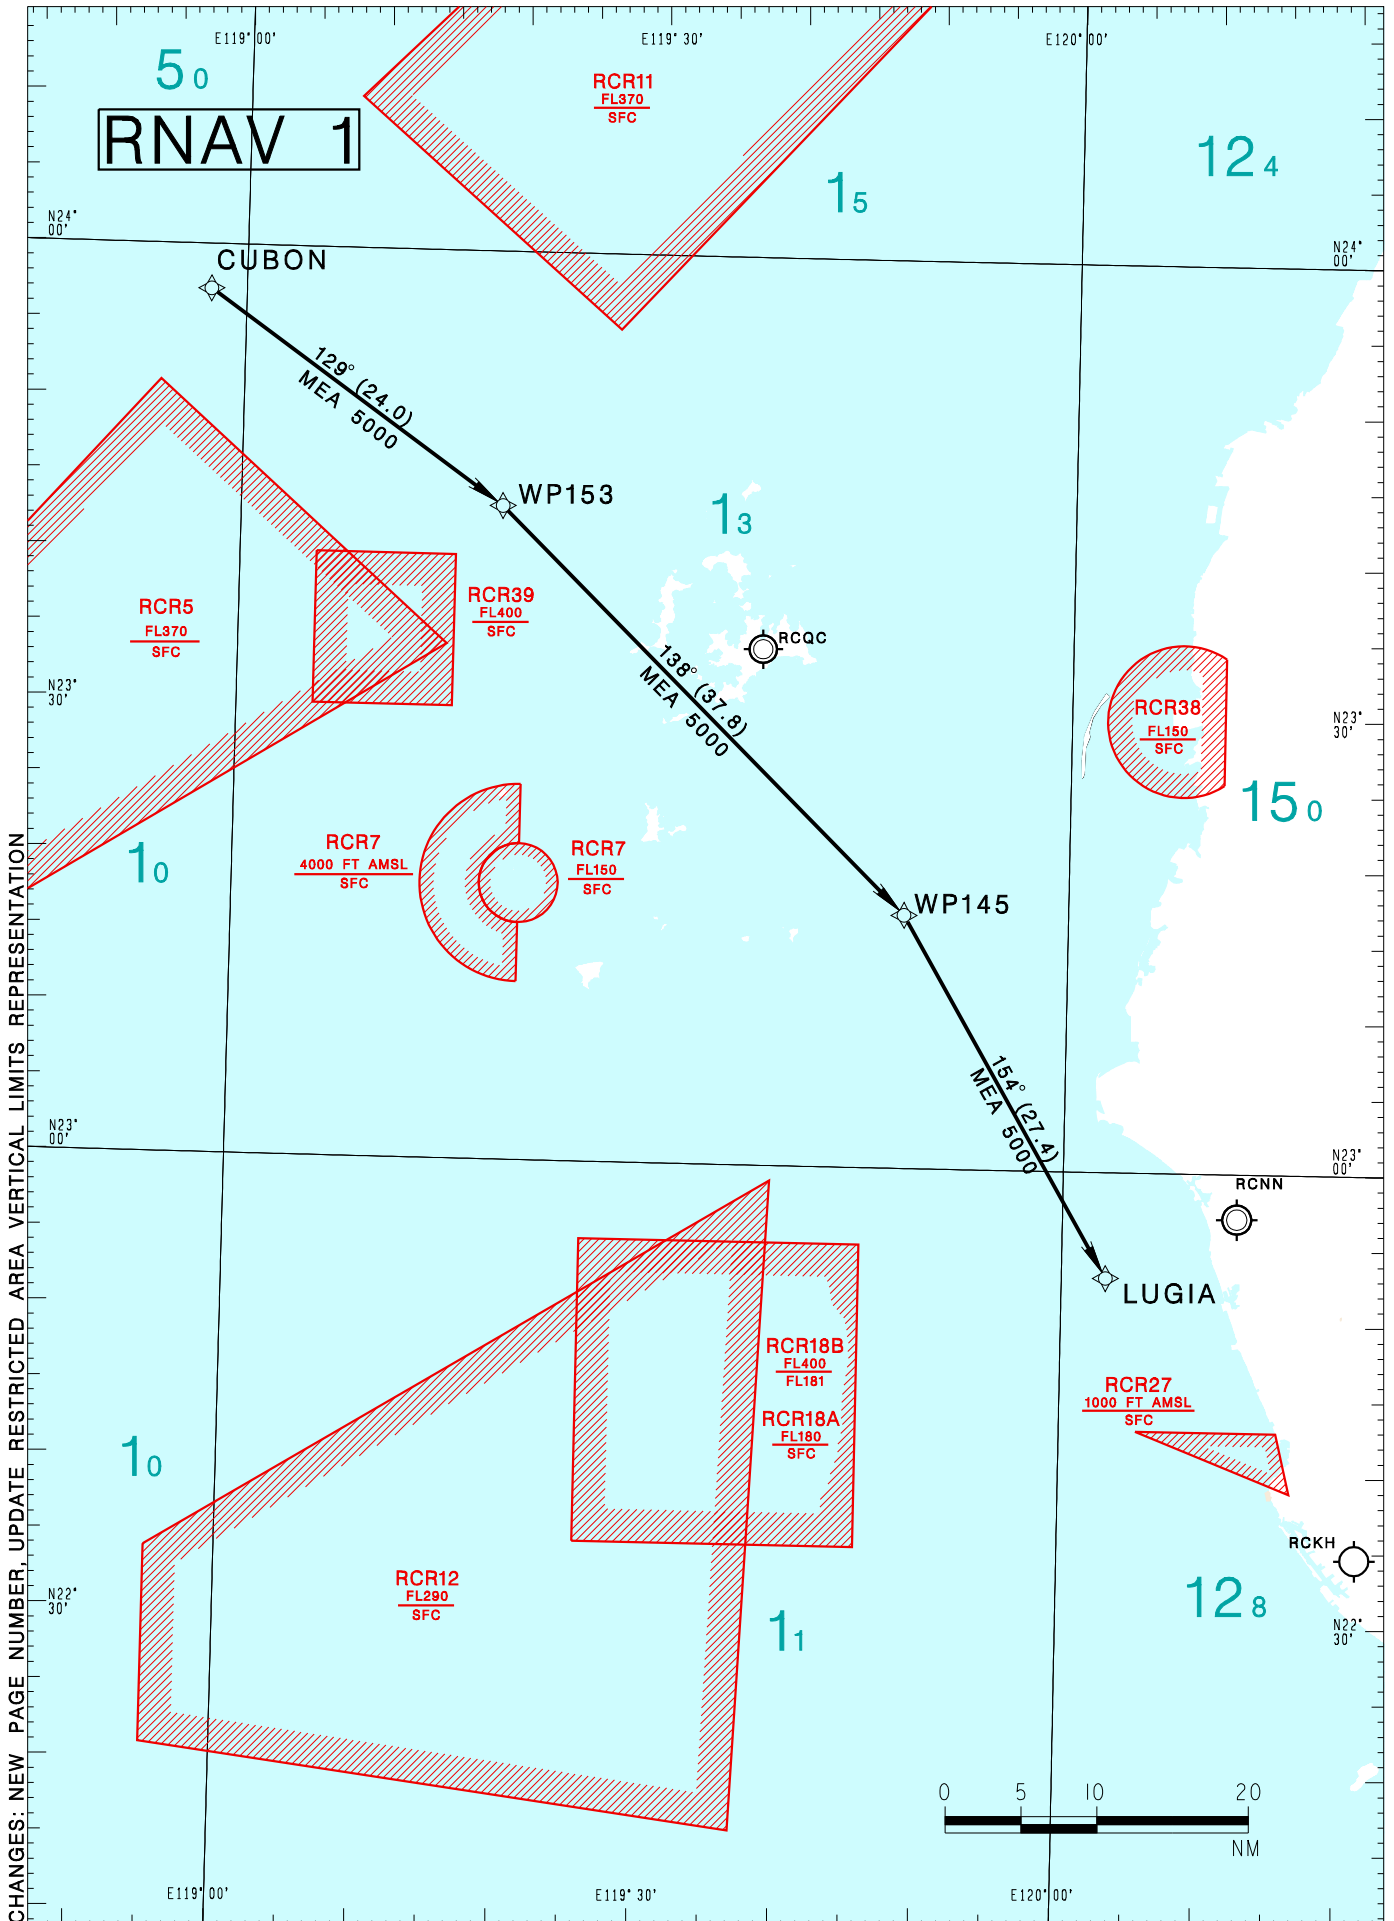 E119°00'
E119°30'
E120°00'
5 0
RCR11
FL370
SFC
RNAV 1
12 4
1 5
N24°
00'
N24°
00'
CUBON
129° (24.0)
MEA 5000
WP153
1 3
RCR5
FL370
SFC
RCR39
FL400
SFC
RCQC
138° (37.8)
MEA 5000
N23°
30'
N23°
30'
RCR38
FL150
SFC
15 0
1 0
RCR7
4000 FT AMSL
SFC
RCR7
FL150
SFC
WP145
154° (27.4)
MEA 5000
N23°
00'
N23°
00'
RCNN
LUGIA
RCR18B
FL400
FL181
RCR18A
FL180
SFC
RCR27
1000 FT AMSL
SFC
1 0
RCKH
RCR12
FL290
SFC
N22°
30'
N22°
30'
12 8
1 1
0 5 10 20
NM
E119°00'
E119°30'
E120°00'
CHANGES: NEW PAGE NUMBER, UPDATE RESTRICTED AREA VERTICAL LIMITS REPRESENTATION